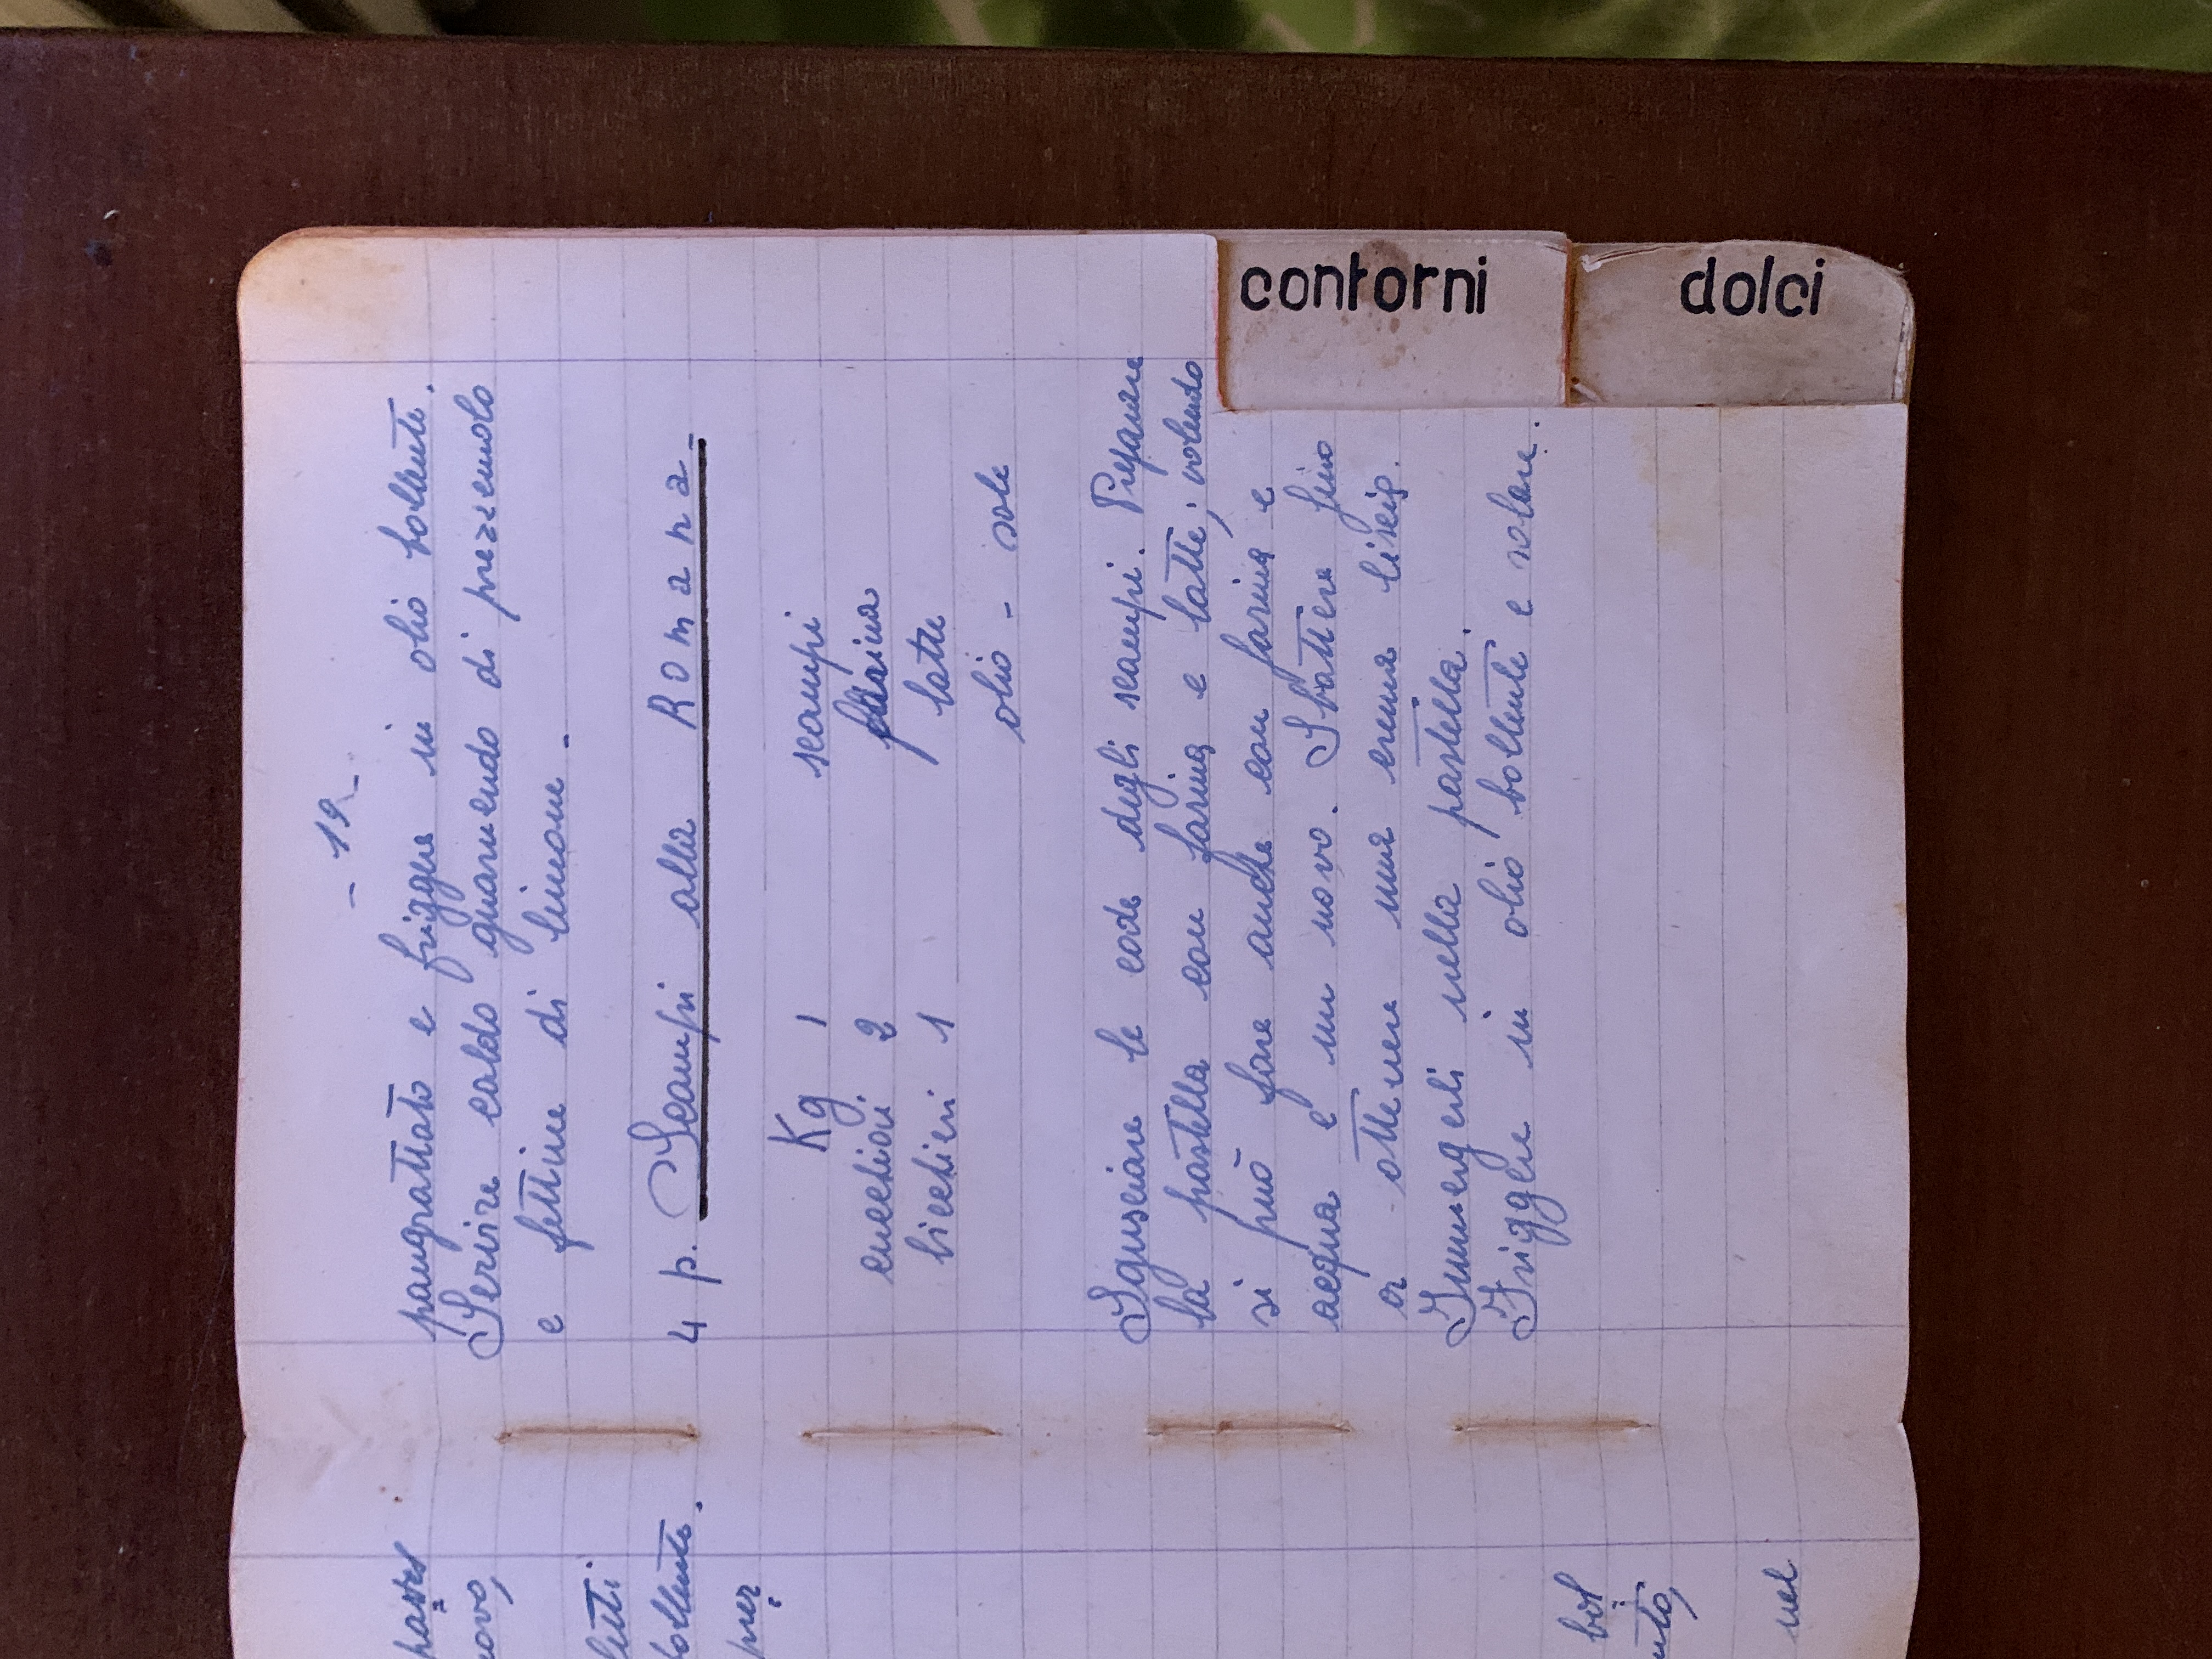 - 19 -
pangrattato e friggere in olio bollente.
Servire caldo guarnendo di prezzemolo
e fettine di limone -
4 p. Scampi alla Romana -
Kg 1 scampi
cucchiai 2 farina
bicchieri 1 latte
olio - sale
Sgusciare le code degli scampi. Preparare
la pastella con farina e latte; volendo
si può fare anche con farina e
acqua e un uovo. Sbattere fino
a ottenere una crema liscia.
Immergerli nella pastella.
Friggere in olio bollente e salare.
contorni
dolci
pastel
uovo,
letti
bollente.
prez
bol
nel